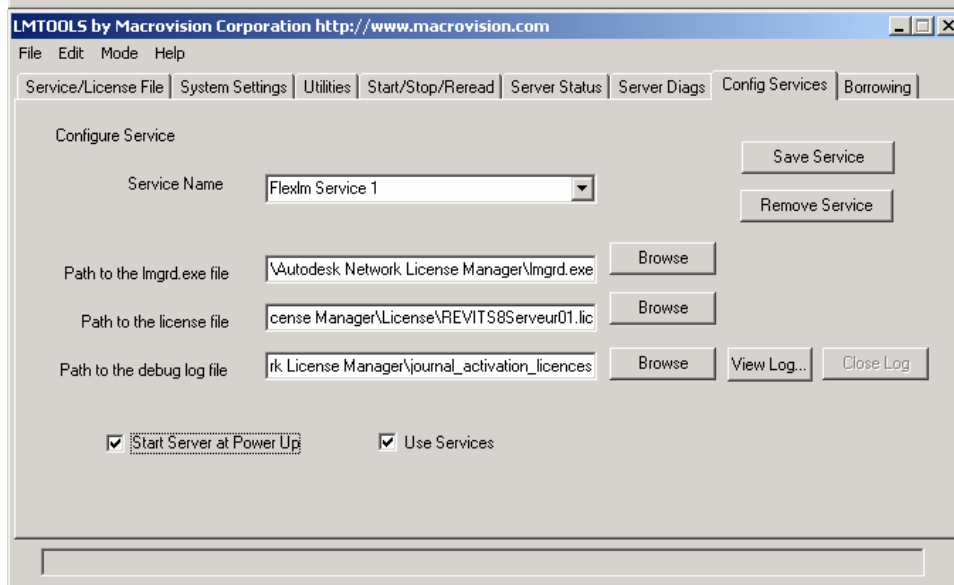 LMTOOLS by Macrovision Corporation http://www.macrovision.com
File Edit Mode Help
Service/License File System Settings Utilities Start/Stop/Reread Server Status Server Diags Config Services Borrowing
Configure Service
Save Service
Service Name Flexlm Service 1
Remove Service
Path to the lmgrd.exe file \Autodesk Network License Manager\lmgrd.exe Browse
Path to the license file cense Manager\License\REVITS8Serveur01.lic Browse
Path to the debug log file rk License Manager\journal_activation_licences Browse View Log... Close Log
Start Server at Power Up Use Services